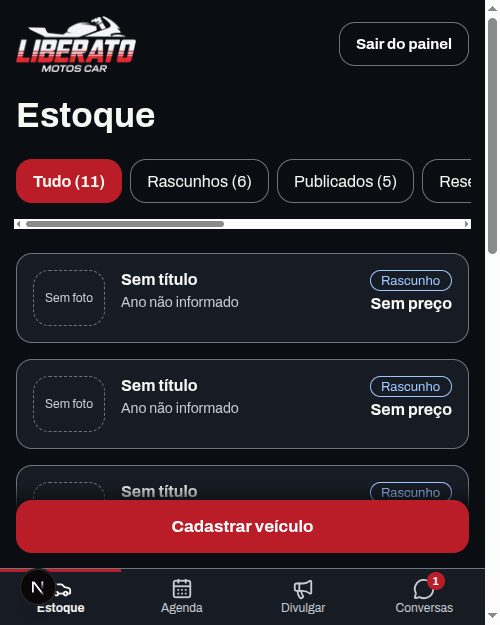 LIBERATO
MOTOS CAR
Sair do painel
Estoque
Tudo (11)
Rascunhos (6)
Publicados (5)
Rese
Sem foto
Sem título
Ano não informado
Rascunho
Sem preço
Sem foto
Sem título
Ano não informado
Rascunho
Sem preço
Sem título
Rascunho
Cadastrar veículo
N
Estoque
Agenda
Divulgar
1
Conversas